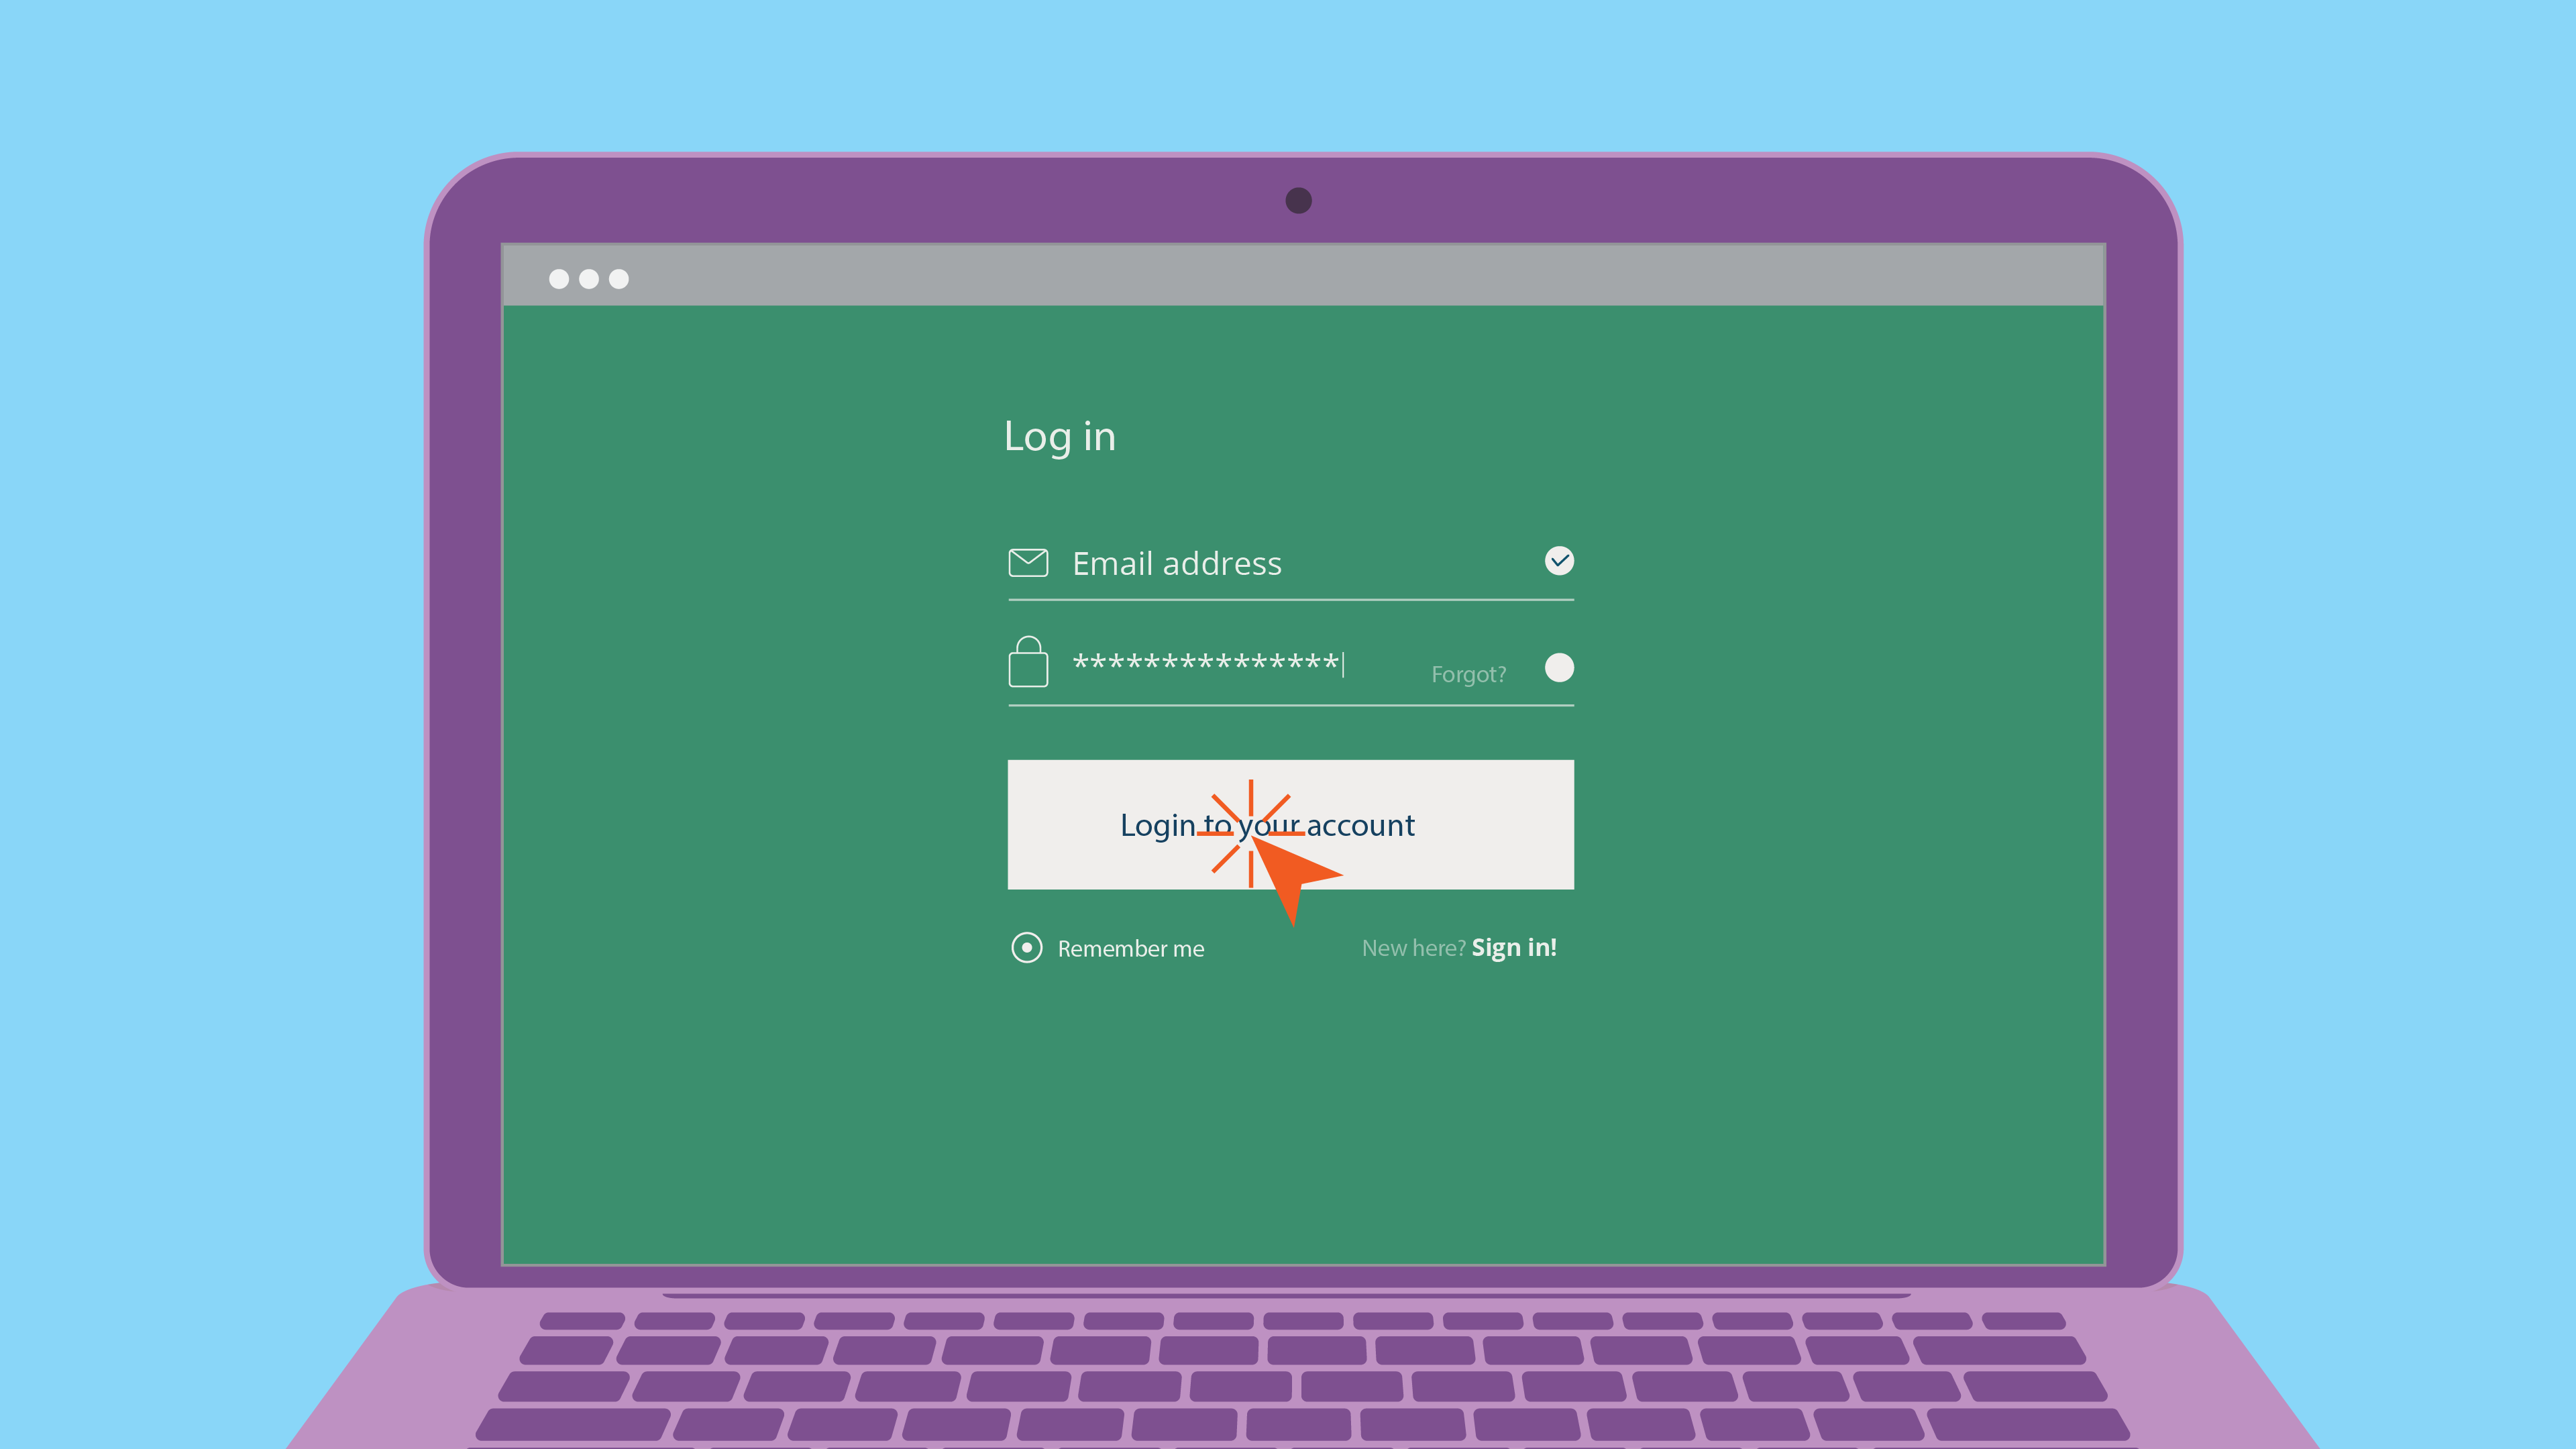 Log in
Email address
***************
Forgot?
Login to your account
Remember me
New here? Sign in!